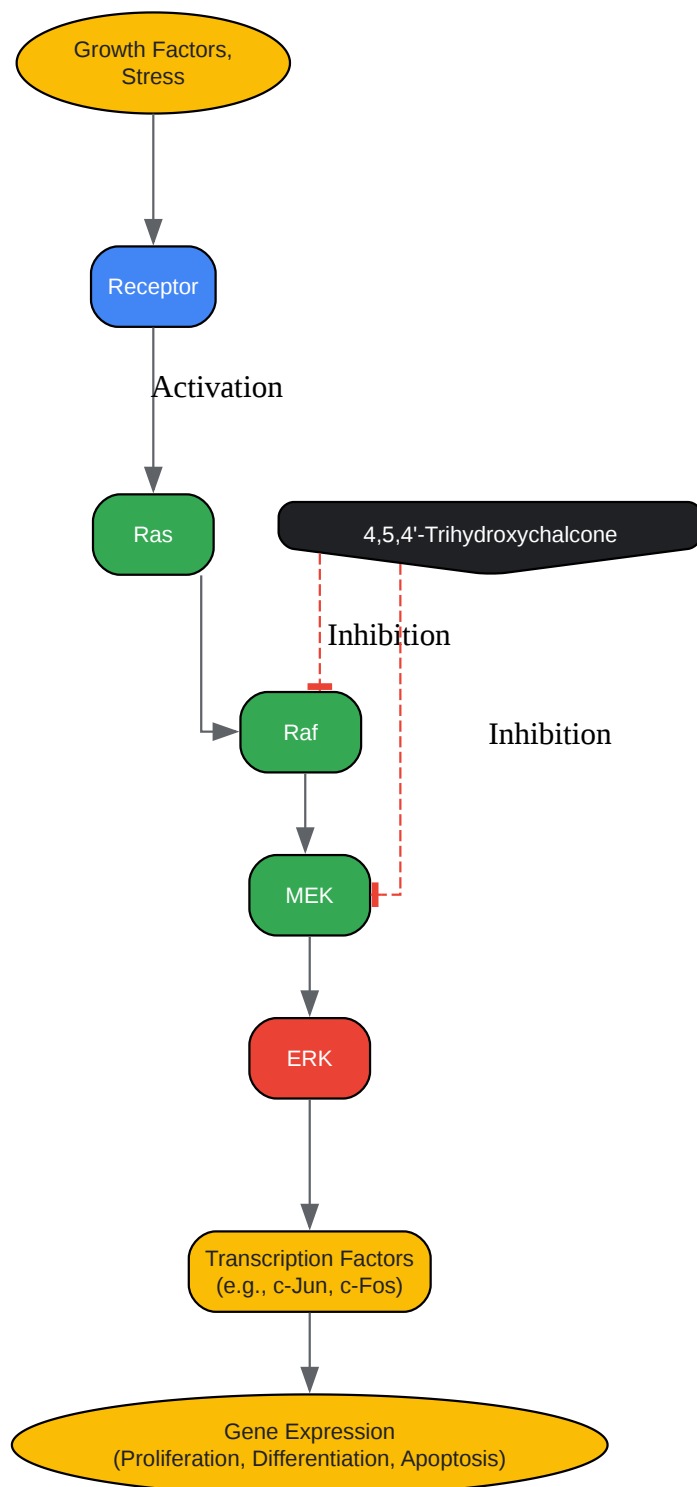 Growth Factors,
Stress
Receptor
Activation
Ras
4,5,4'-Trihydroxychalcone
Inhibition
Raf
Inhibition
MEK
ERK
Transcription Factors
(e.g., c-Jun, c-Fos)
Gene Expression
(Proliferation, Differentiation, Apoptosis)